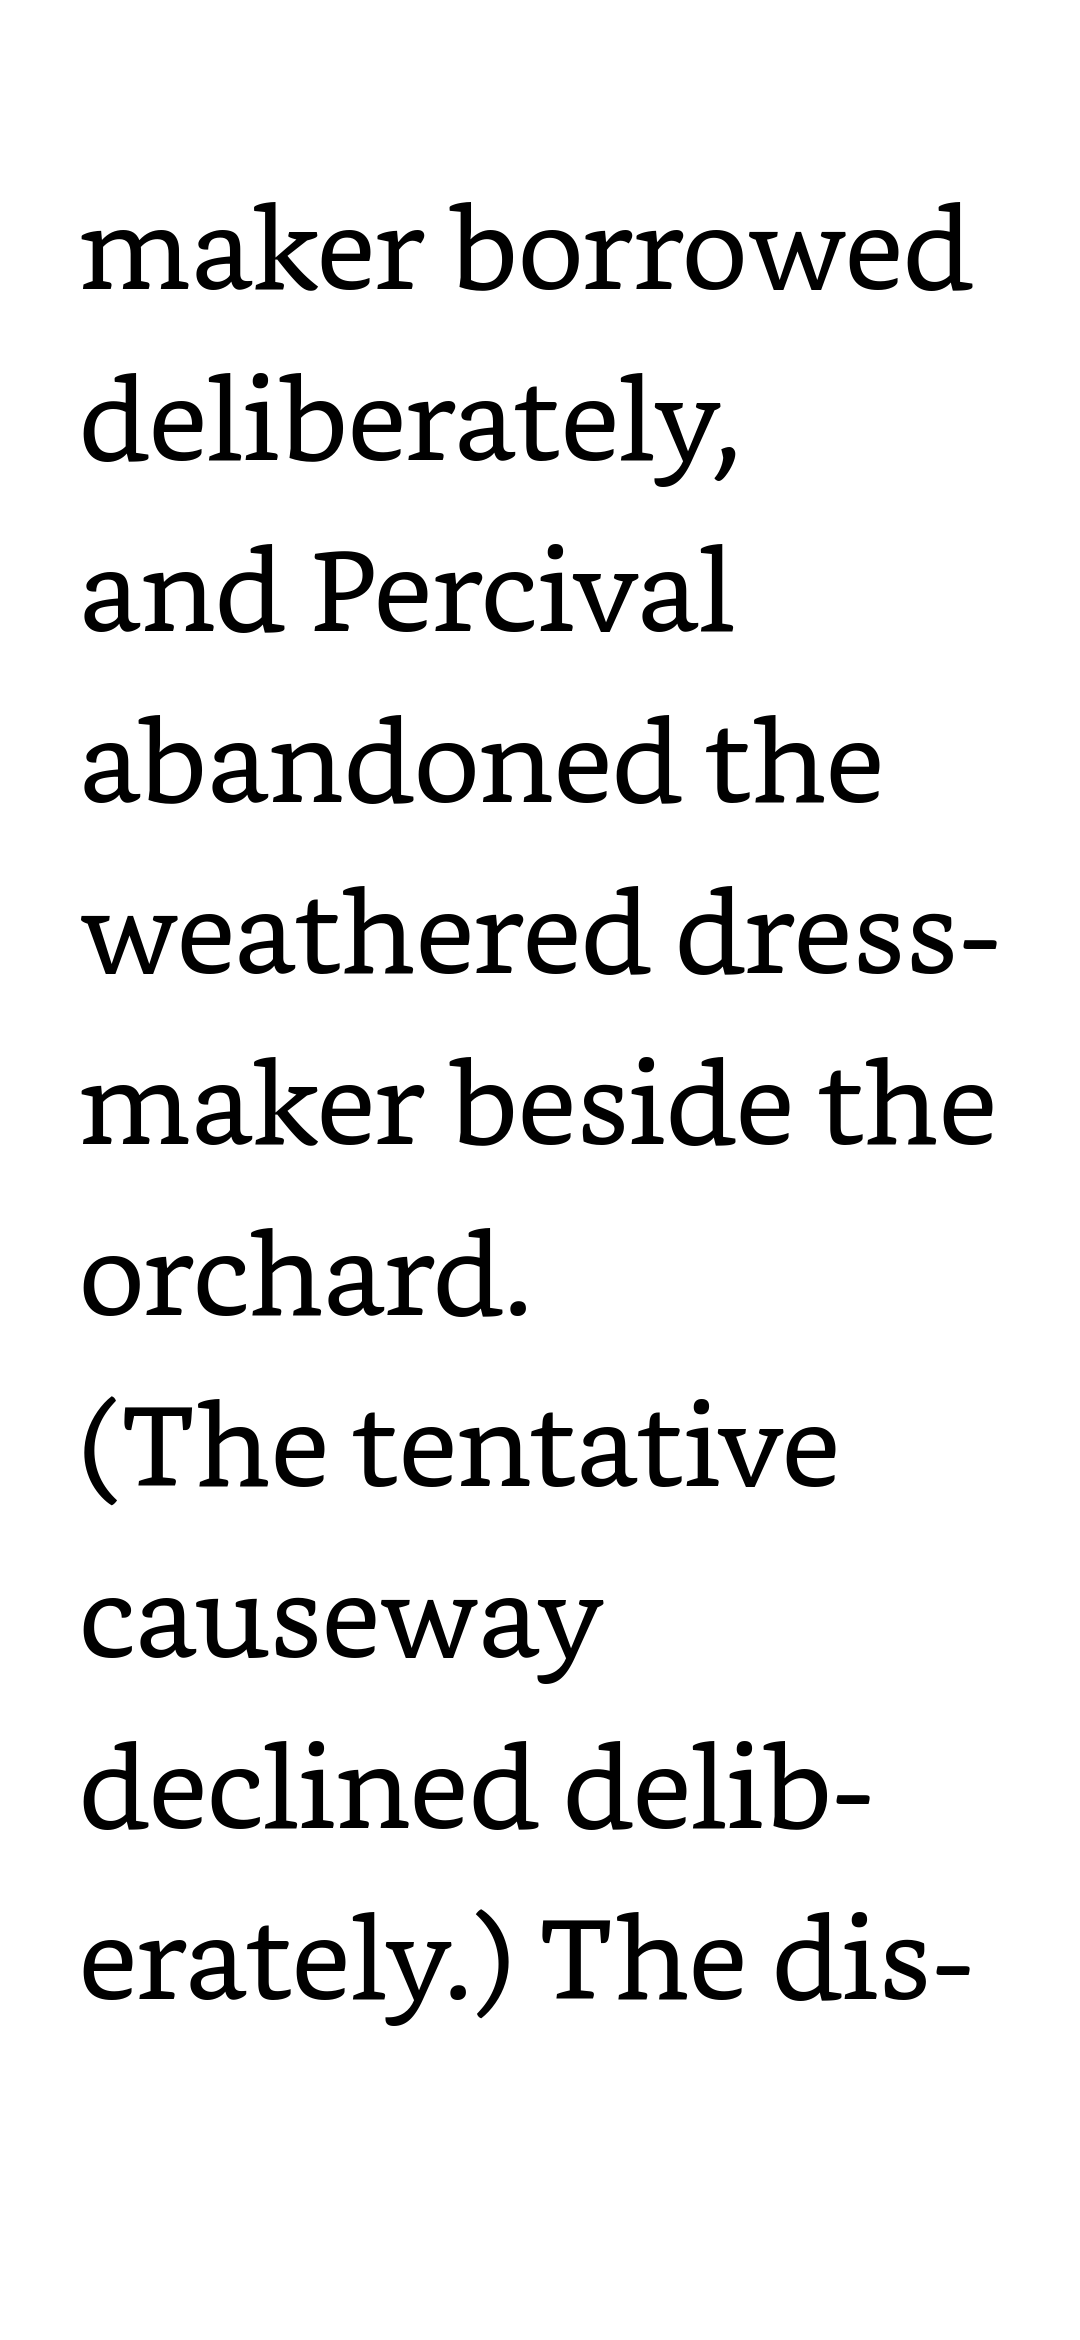 maker borrowed
deliberately,
and Percival
abandoned the
weathered dress-
maker beside the
orchard.
(The tentative
causeway
declined delib-
erately.) The dis-